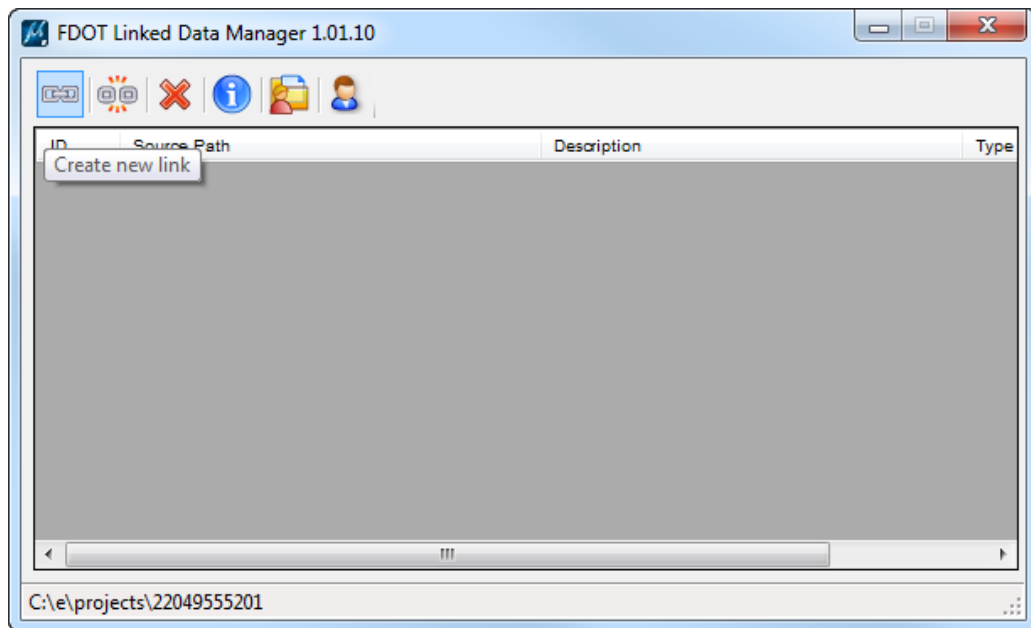 FDOT Linked Data Manager 1.01.10
ID Source Path Description Type
Create new link
C:\e\projects\22049555201